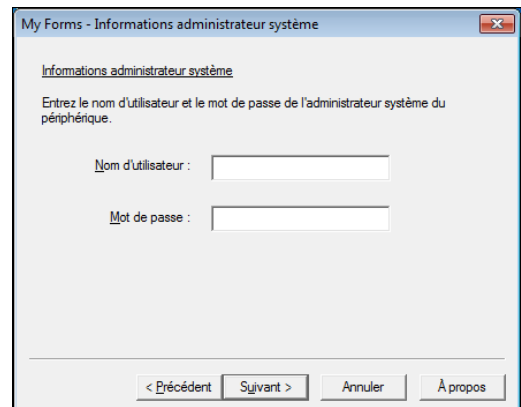 My Forms - Informations administrateur système
Informations administrateur système
Entrez le nom d'utilisateur et le mot de passe de l'administrateur système du
périphérique.
Nom d'utilisateur :
Mot de passe :
< Précédent
Suivant >
Annuler
À propos